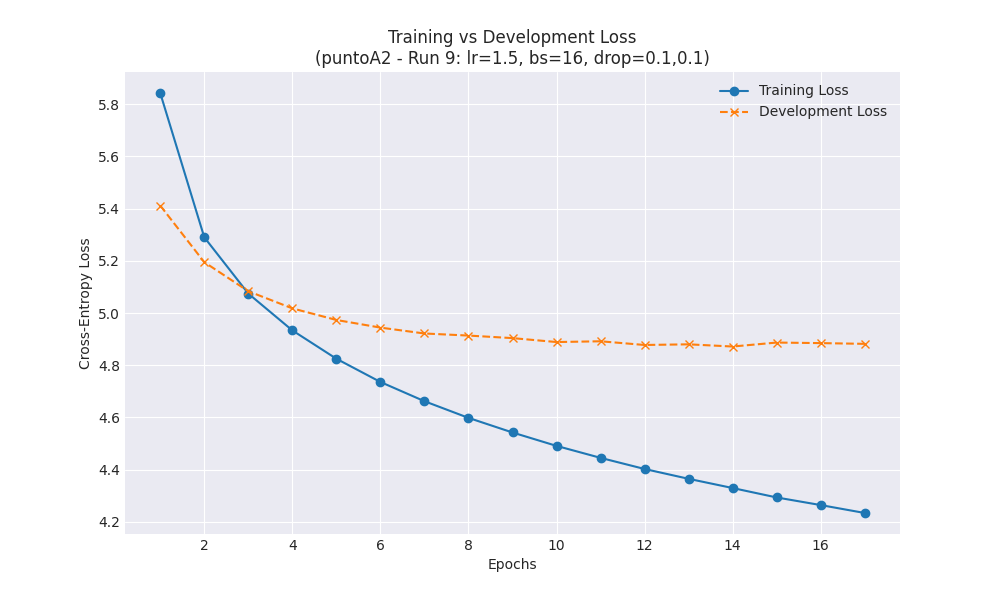 Training vs Development Loss
(puntoA2 - Run 9: lr=1.5, bs=16, drop=0.1,0.1)
Training Loss
Development Loss
5.8
5.6
5.4
5.2
5.0
4.8
4.6
4.4
4.2
Cross-Entropy Loss
2 4 6 8 10 12 14 16
Epochs